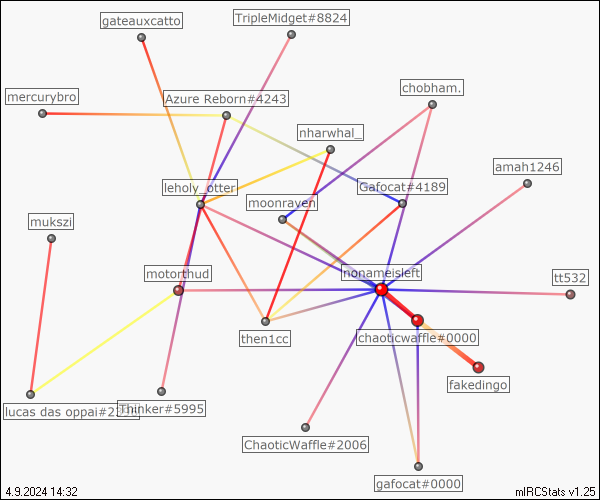 gateauxcatto
TripleMidget#8824
mercurybro
Azure Reborn#4243
chobham.
nharwhal_
amah1246
leholy_otter
Gafocat#4189
moonraven
mukszi
motorthud
nonameisleft
tt532
then1cc
chaoticwaffle#0000
fakedingo
lucas das oppai#2
Thinker#5995
ChaoticWaffle#2006
gafocat#0000
4.9.2024 14:32
mIRCStats v1.25